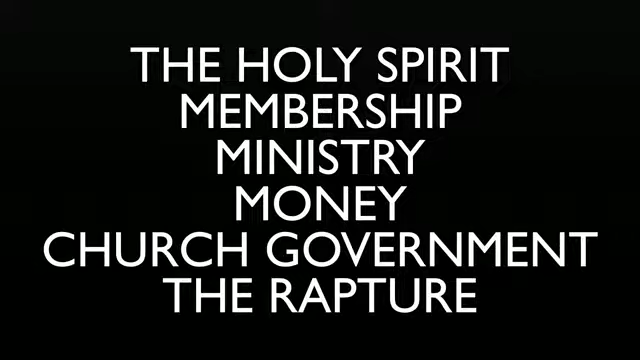 THE HOLY SPIRIT
MEMBERSHIP
MINISTRY
MONEY
CHURCH GOVERNMENT
THE RAPTURE